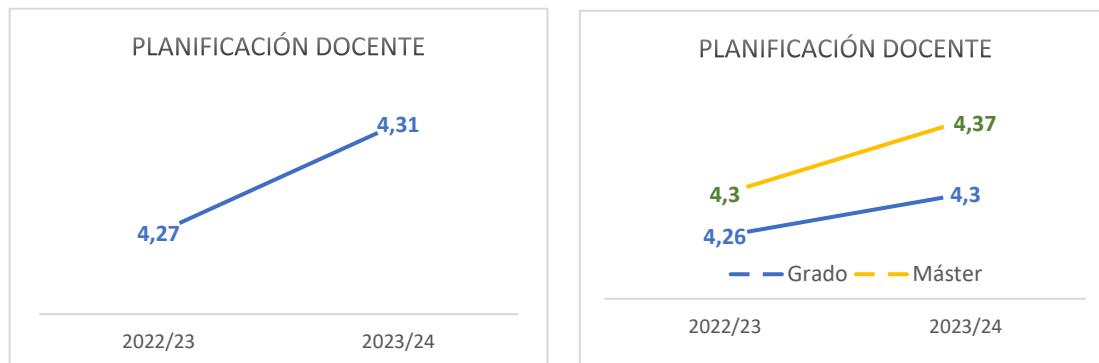 PLANIFICACIÓN DOCENTE
4,31
4,27
2022/23 2023/24
PLANIFICACIÓN DOCENTE
4,37
4,3
4,3
4,26
Grado Máster
2022/23 2023/24